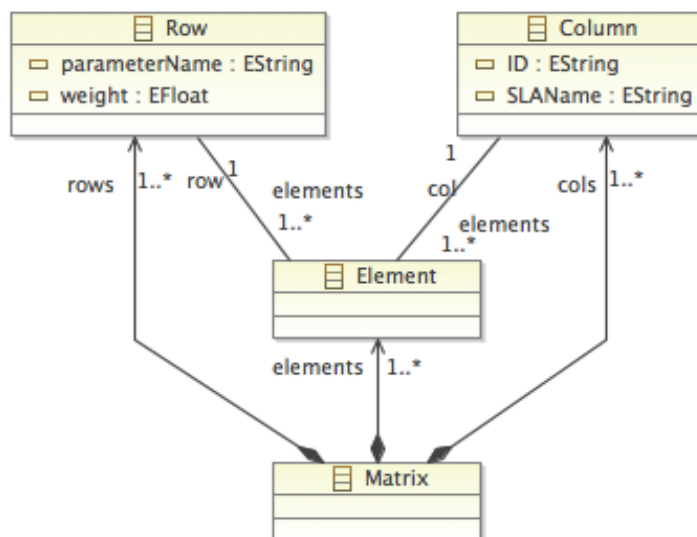 Row
Column
parameterName : EString
weight : EFloat
ID : EString
SLAName : EString
rows
1..*
row
1
elements
1..*
1
col
elements
1..*
cols
1..*
Element
elements
1..*
Matrix